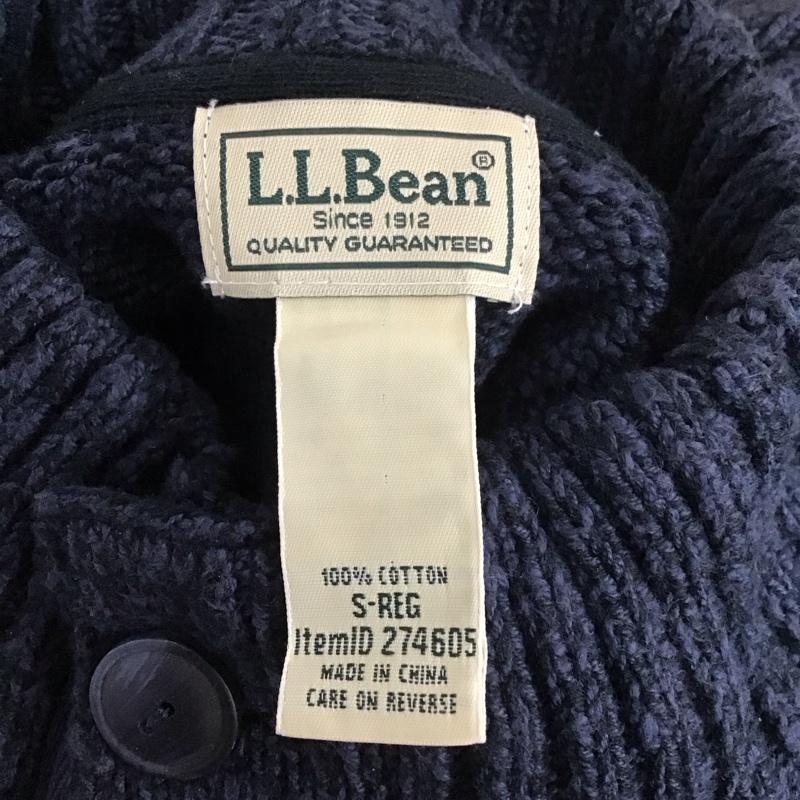 L.L.Bean®
Since 1912
QUALITY GUARANTEED
100% COTTON
S-REG
ItemID 274605
MADE IN CHINA
CARE ON REVERSE